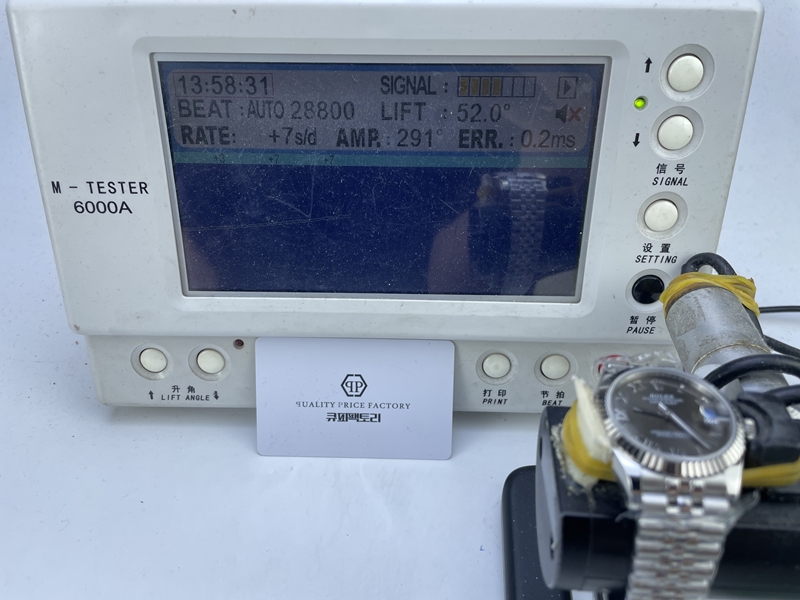 13:58:31 SIGNAL :
BEAT : AUTO 28800 LIFT : 52.0°
RATE: +7s/d AMP. : 291° ERR. : 0.2ms
M - TESTER
6000A
信号
SIGNAL
设置
SETTING
暂停
PAUSE
升角
LIFT ANGLE
打印
PRINT
节拍
BEAT
QUALITY PRICE FACTORY
큐피팩토리